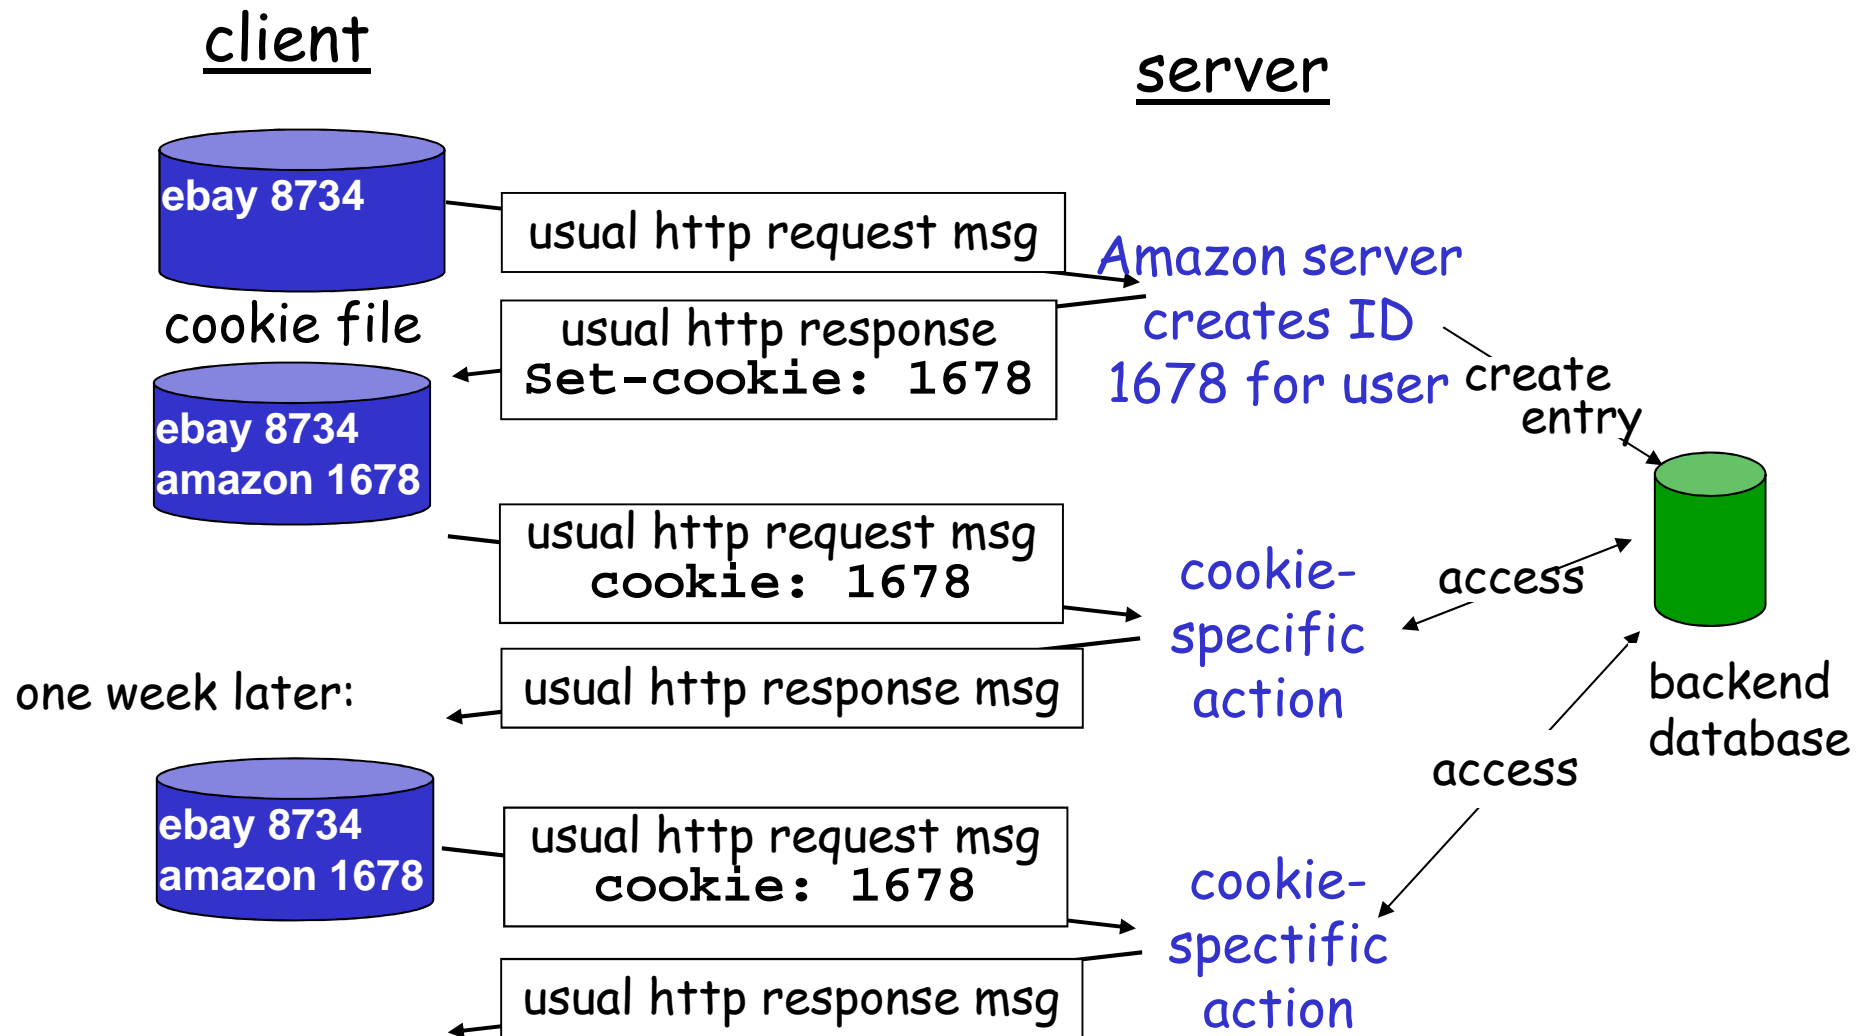 client
server
ebay 8734
usual http request msg
Amazon server
creates ID
1678 for user
cookie file
usual http response
Set-cookie: 1678
create
entry
ebay 8734
amazon 1678
usual http request msg
cookie: 1678
cookie-
specific
action
access
usual http response msg
one week later:
backend
database
access
ebay 8734
amazon 1678
usual http request msg
cookie: 1678
cookie-
spectific
action
usual http response msg